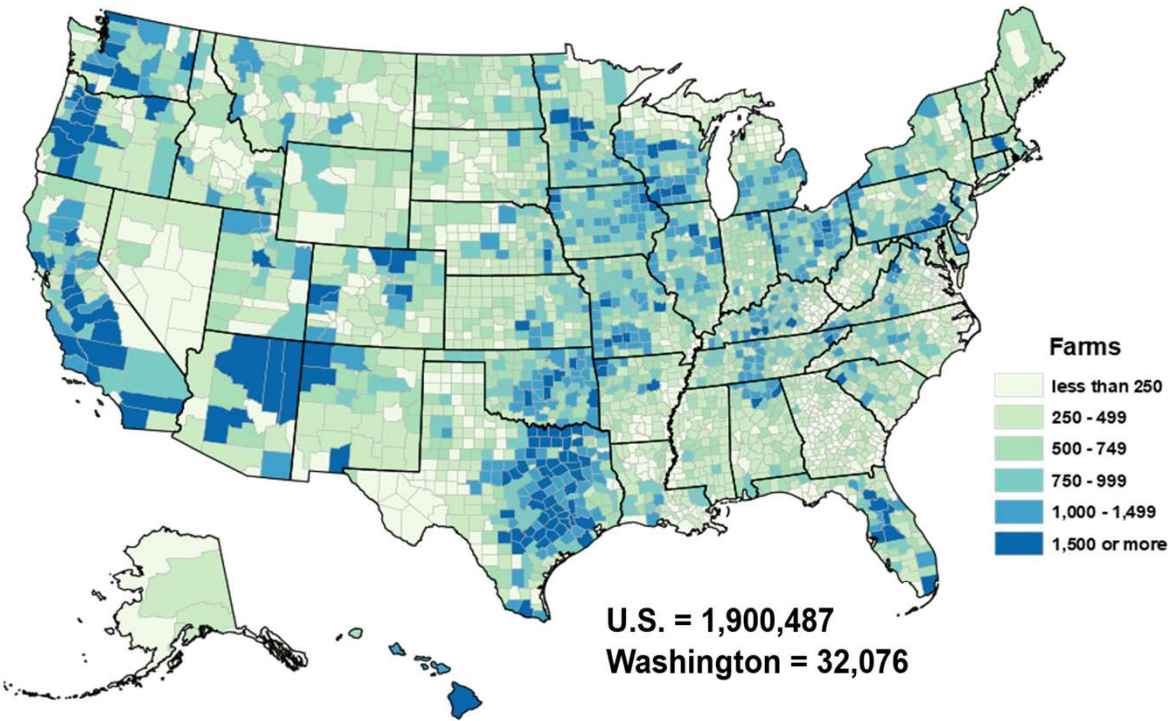 Farms
less than 250
250 - 499
500 - 749
750 - 999
1,000 - 1,499
1,500 or more
U.S. = 1,900,487
Washington = 32,076